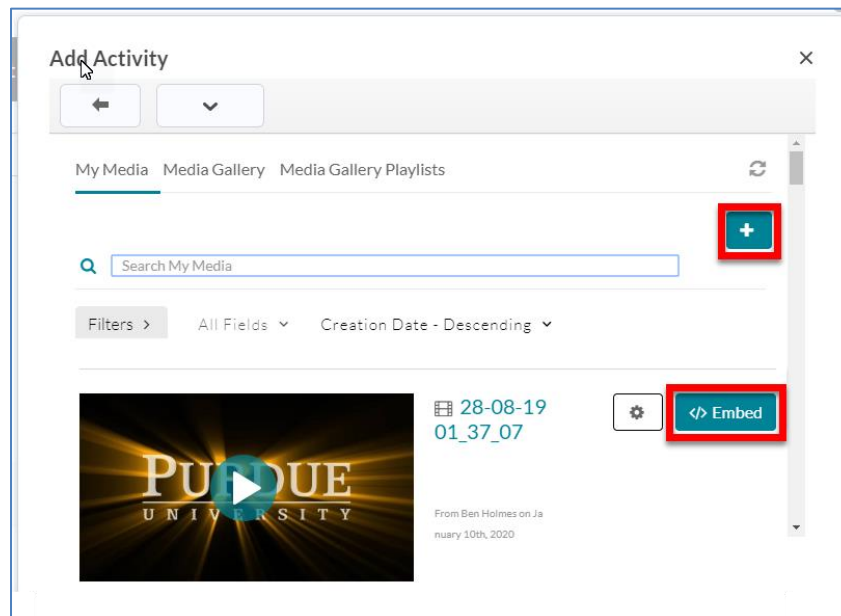 Add Activity
My Media Media Gallery Media Gallery Playlists
Search My Media
Filters > All Fields Creation Date - Descending
28-08-19
01_37_07
</> Embed
PURDUE
UNIVERSITY
From Ben Holmes on Ja
nuary 10th, 2020